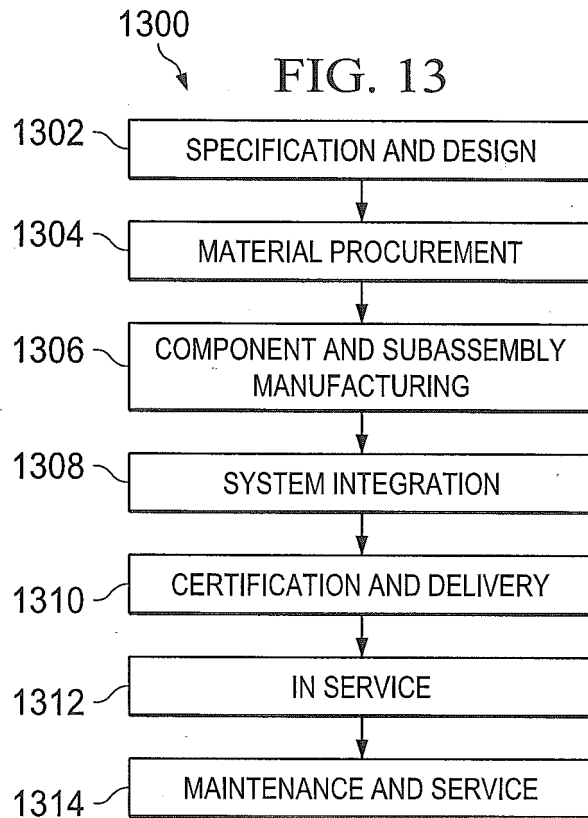 1300
FIG. 13
1302
SPECIFICATION AND DESIGN
1304
MATERIAL PROCUREMENT
1306
COMPONENT AND SUBASSEMBLY
MANUFACTURING
1308
SYSTEM INTEGRATION
1310
CERTIFICATION AND DELIVERY
1312
IN SERVICE
1314
MAINTENANCE AND SERVICE